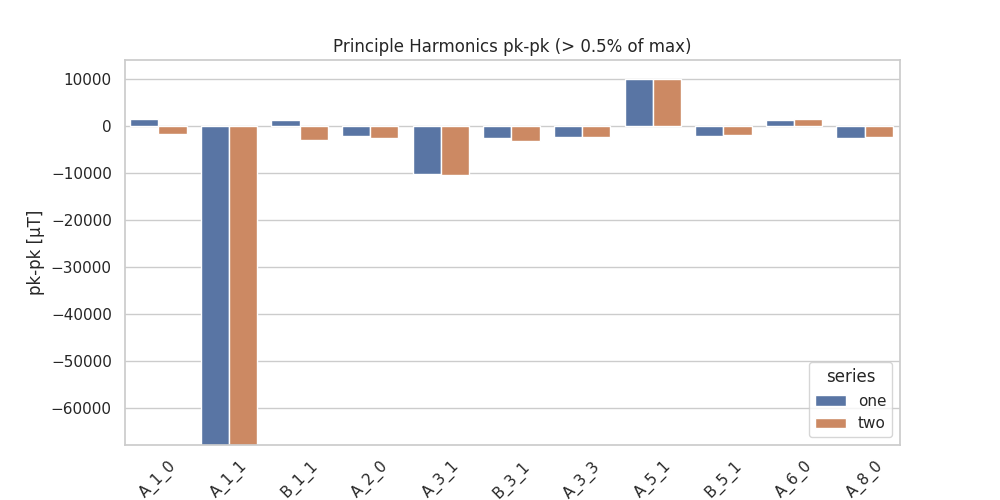 Principle Harmonics pk-pk (> 0.5% of max)
10000
0
−10000
−20000
−30000
−40000
−50000
−60000
pk-pk [µT]
A_1_0
A_1_1
B_1_1
A_2_0
A_3_1
B_3_1
A_3_3
A_5_1
B_5_1
A_6_0
A_8_0
series
one
two